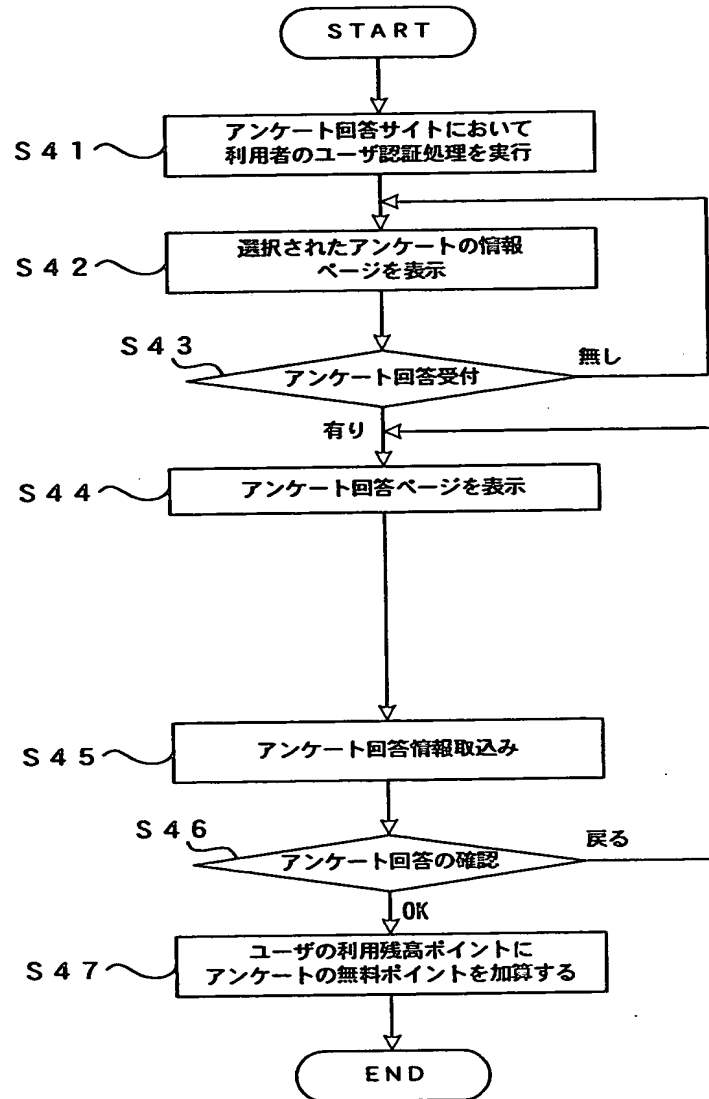 START
S41
アンケート回答サイトにおいて
利用者のユーザ認証処理を実行
S42
選択されたアンケートの情報
ページを表示
S43
アンケート回答受付
無し
有り
S44
アンケート回答ページを表示
S45
アンケート回答情報取込み
S46
アンケート回答の確認
戻る
OK
S47
ユーザの利用残高ポイントに
アンケートの無料ポイントを加算する
END